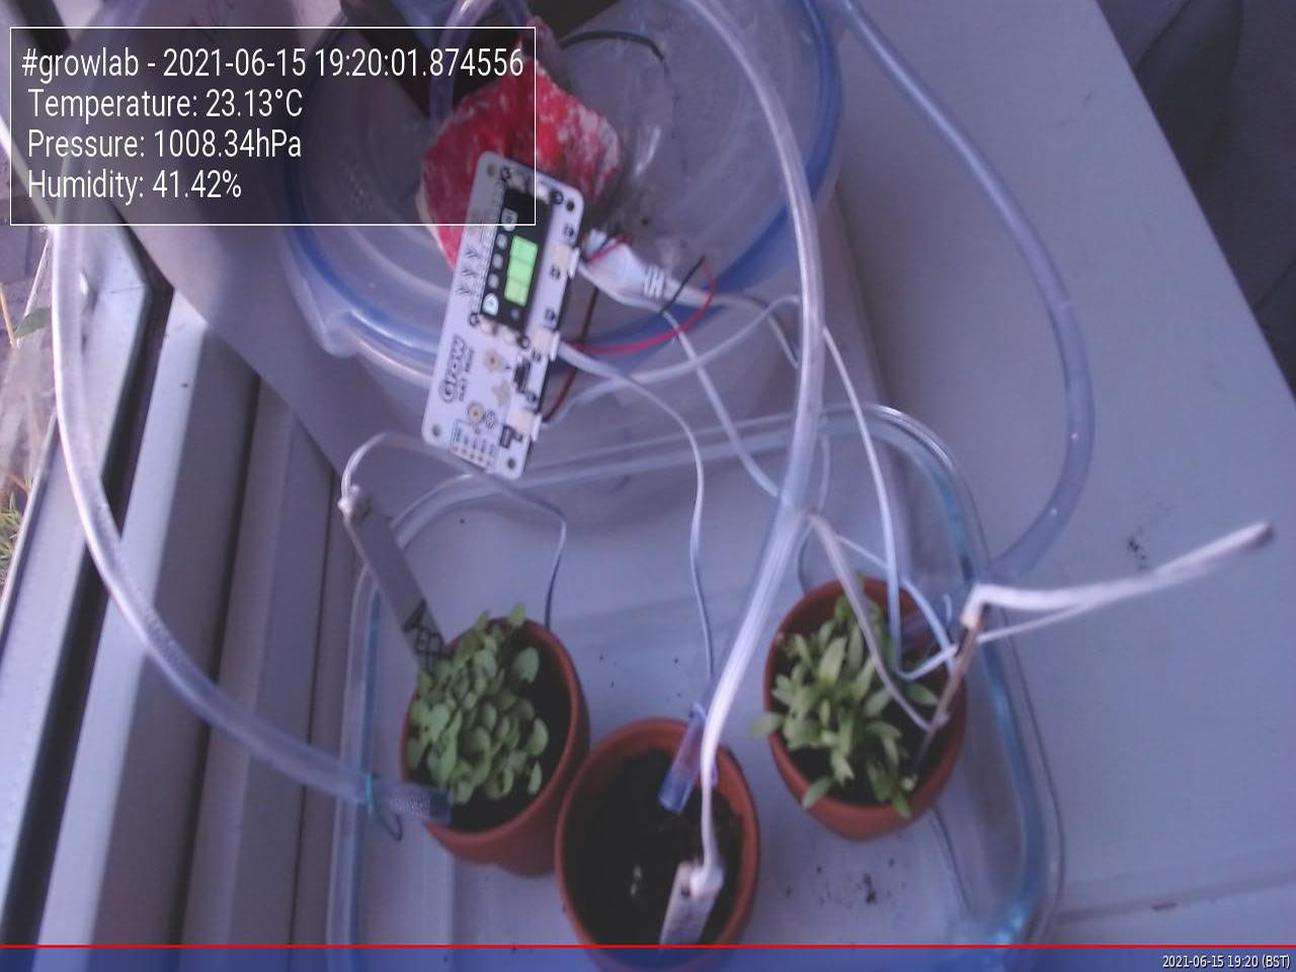 #growlab - 2021-06-15 19:20:01.874556
Temperature: 23.13°C
Pressure: 1008.34hPa
Humidity: 41.42%
Grow
2021-06-15 19:20 (BST)